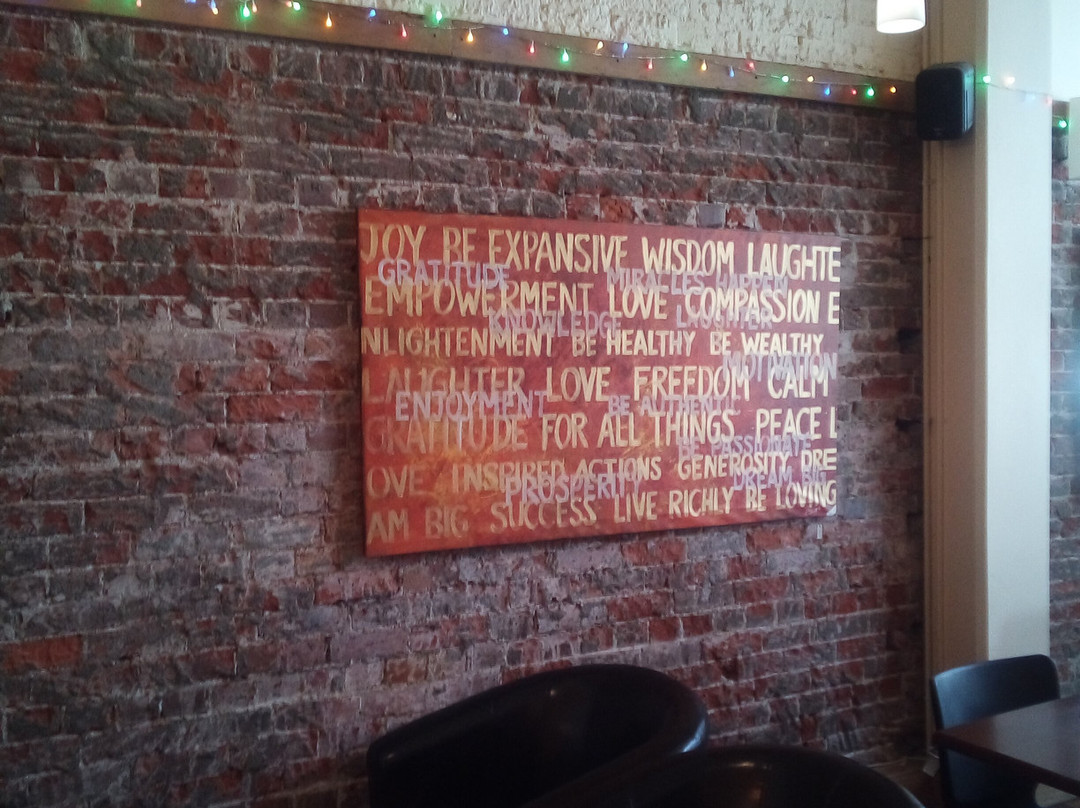 JOY BE EXPANSIVE WISDOM LAUGHTE
GRATITUDE MIRACLES HAPPEN
EMPOWERMENT LOVE COMPASSION E
KNOWLEDGE LAUGHTER
NLIGHTENMENT BE HEALTHY BE WEALTHY
MOTIVATION
LAUGHTER LOVE FREEDOM CALM
ENJOYMENT BE AUTHENTIC
GRATITUDE FOR ALL THINGS PEACE L
BE PASSIONATE
OVE INSPIRED ACTIONS GENEROSITY DRE
PROSPERITY DREAM BIG
AM BIG SUCCESS LIVE RICHLY BE LOVING